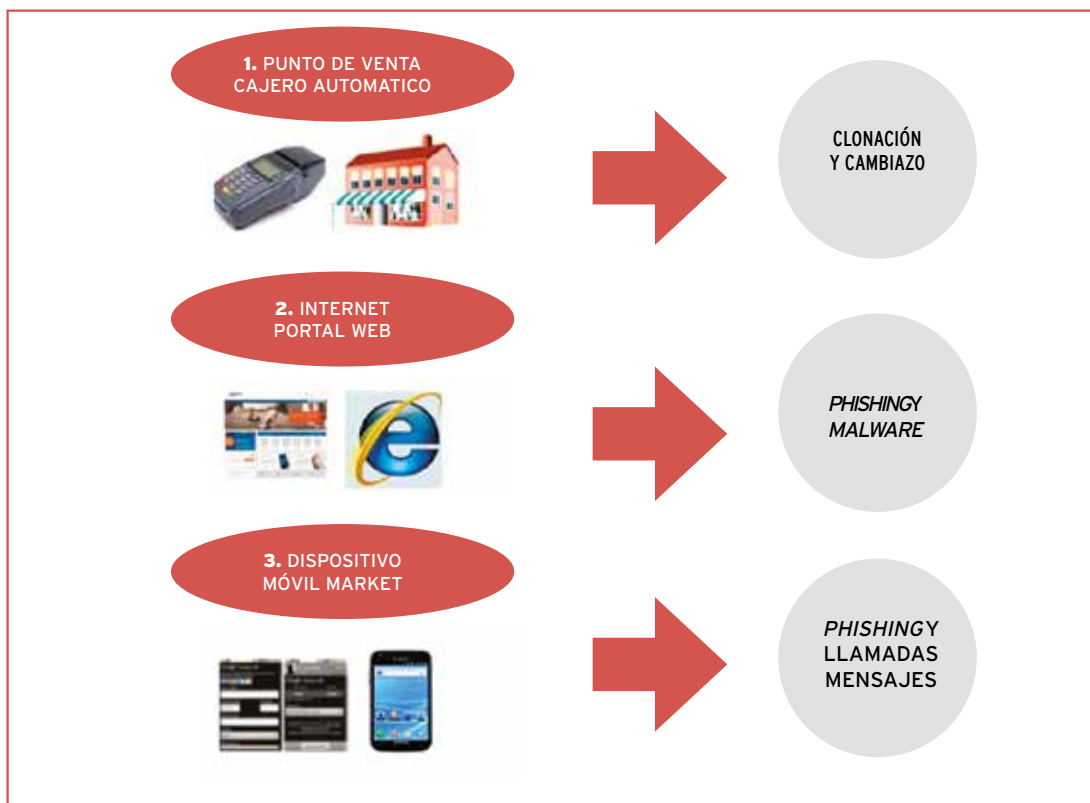 1. PUNTO DE VENTA
CAJERO AUTOMATICO
CLONACIÓN
Y CAMBIAZO
2. INTERNET
PORTAL WEB
PHISHINGY
MALWARE
3. DISPOSITIVO
MÓVIL MARKET
PHISHING Y
LLAMADAS
MENSAJES